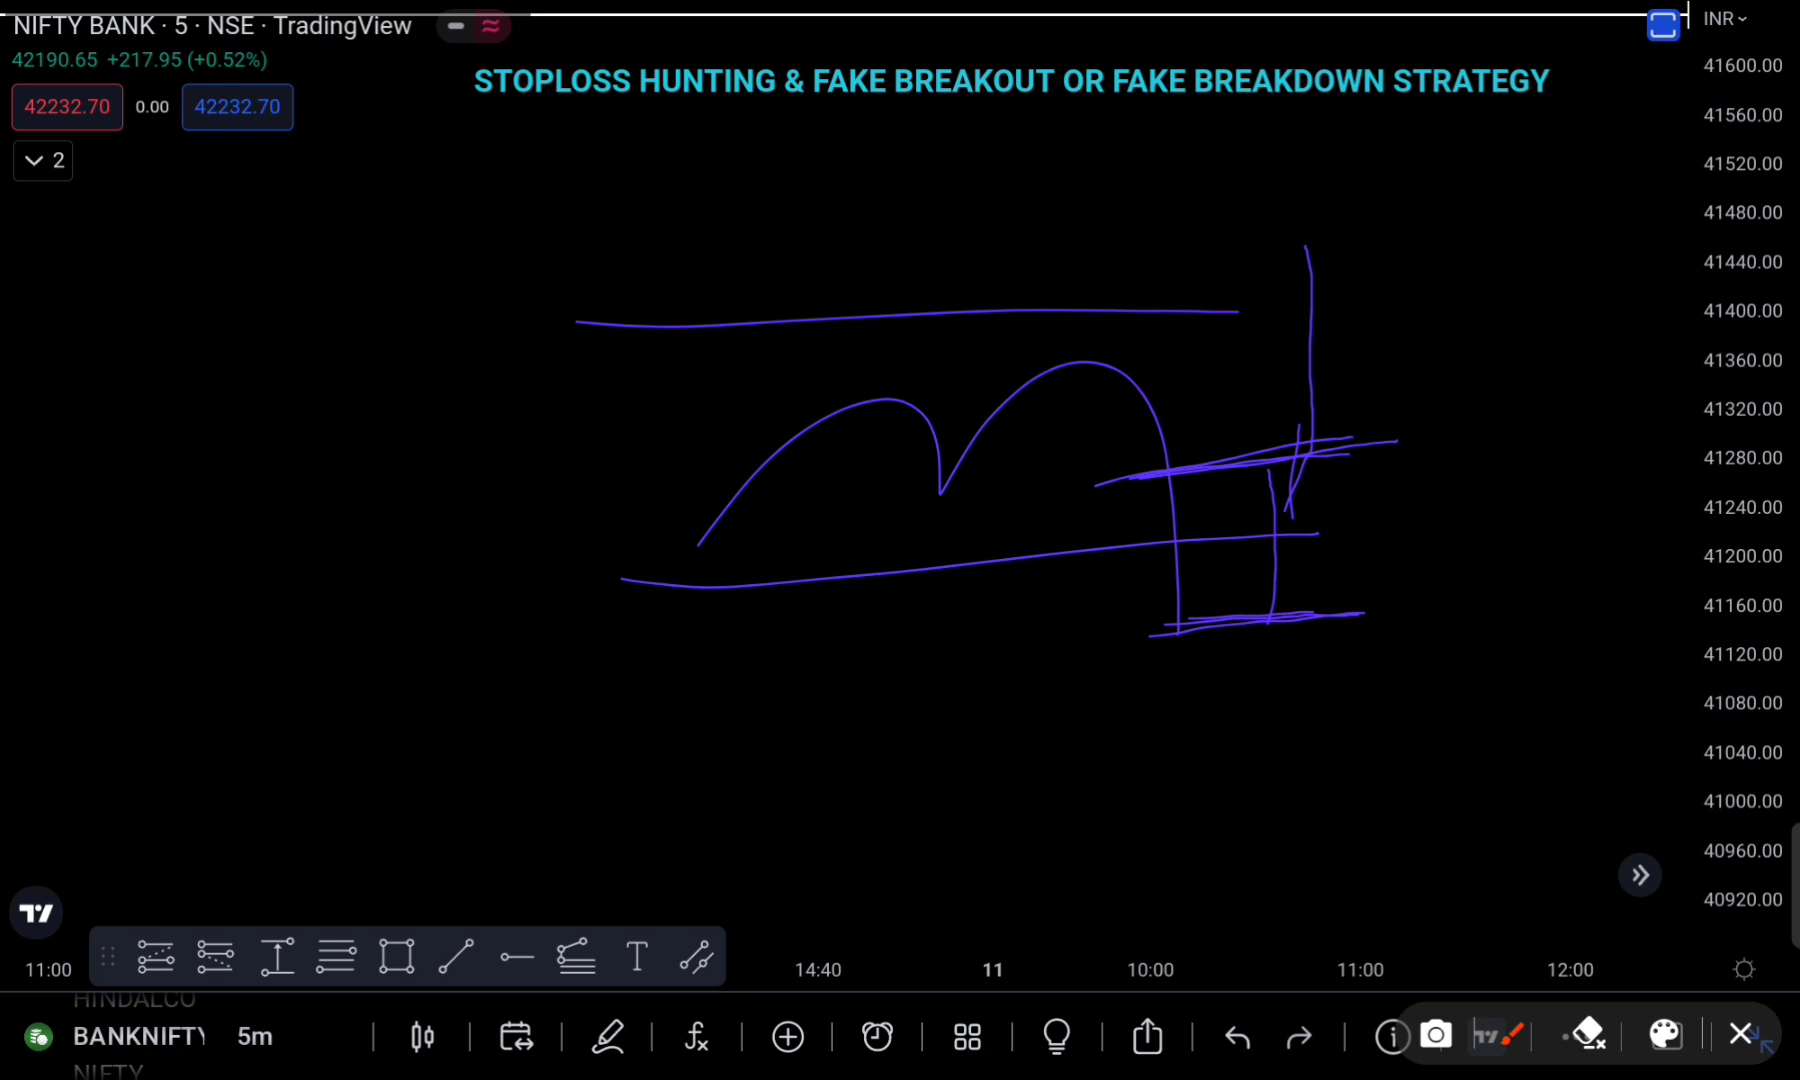 NIFTY BANK · 5 · NSE · TradingView
42190.65 +217.95 (+0.52%)
42232.70 0.00 42232.70
2
STOPLOSS HUNTING & FAKE BREAKOUT OR FAKE BREAKDOWN STRATEGY
INR
41600.00
41560.00
41520.00
41480.00
41440.00
41400.00
41360.00
41320.00
41280.00
41240.00
41200.00
41160.00
41120.00
41080.00
41040.00
41000.00
40960.00
40920.00
11:00 14:40 11 10:00 11:00 12:00
HINDALCO
BANKNIFTY 5m
NIFTY